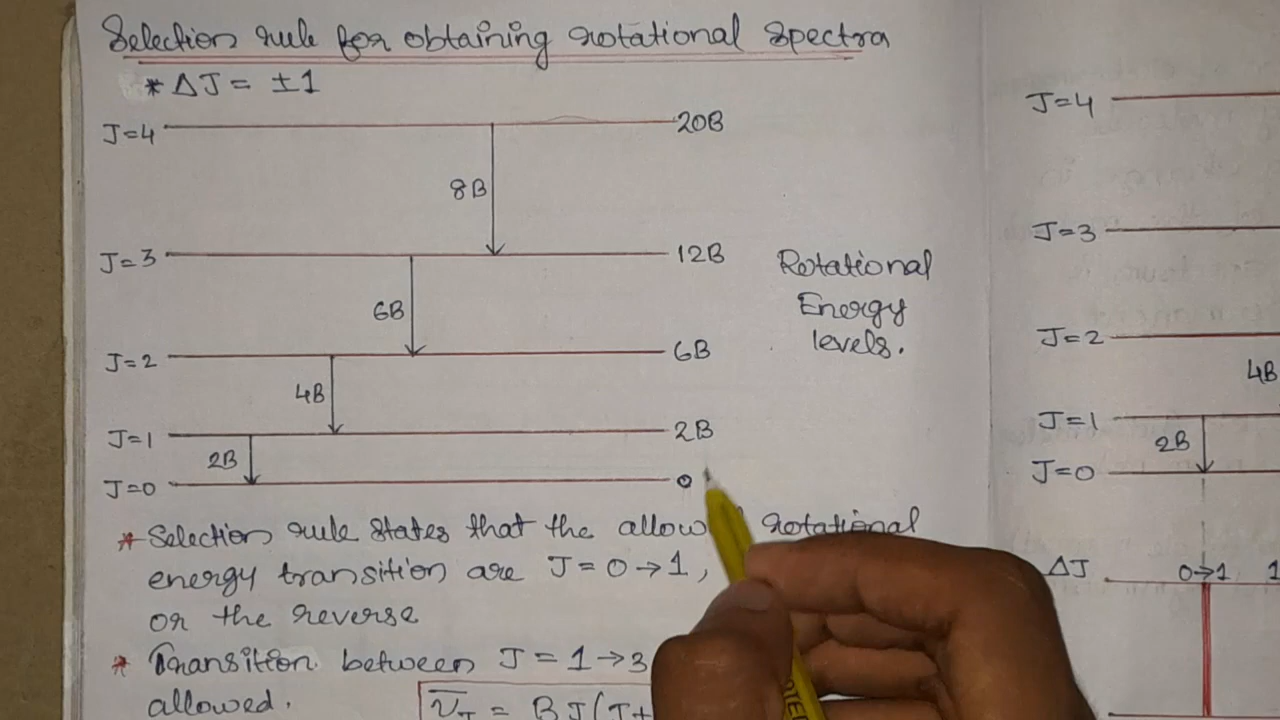 Selection rule for obtaining rotational spectra
* ΔJ = ±1
J=4 20B
8B
J=3 12B
6B
J=2 6B
4B
J=1 2B
2B
J=0 0
Rotational
Energy
levels.
* Selection rule states that the rotational
energy transition are J = 0 → 1,
or the reverse
* Transition between J = 1 → 3
allowed.
J=4
J=3
J=2
4B
J=1
2B
J=0
ΔJ 0→1 1